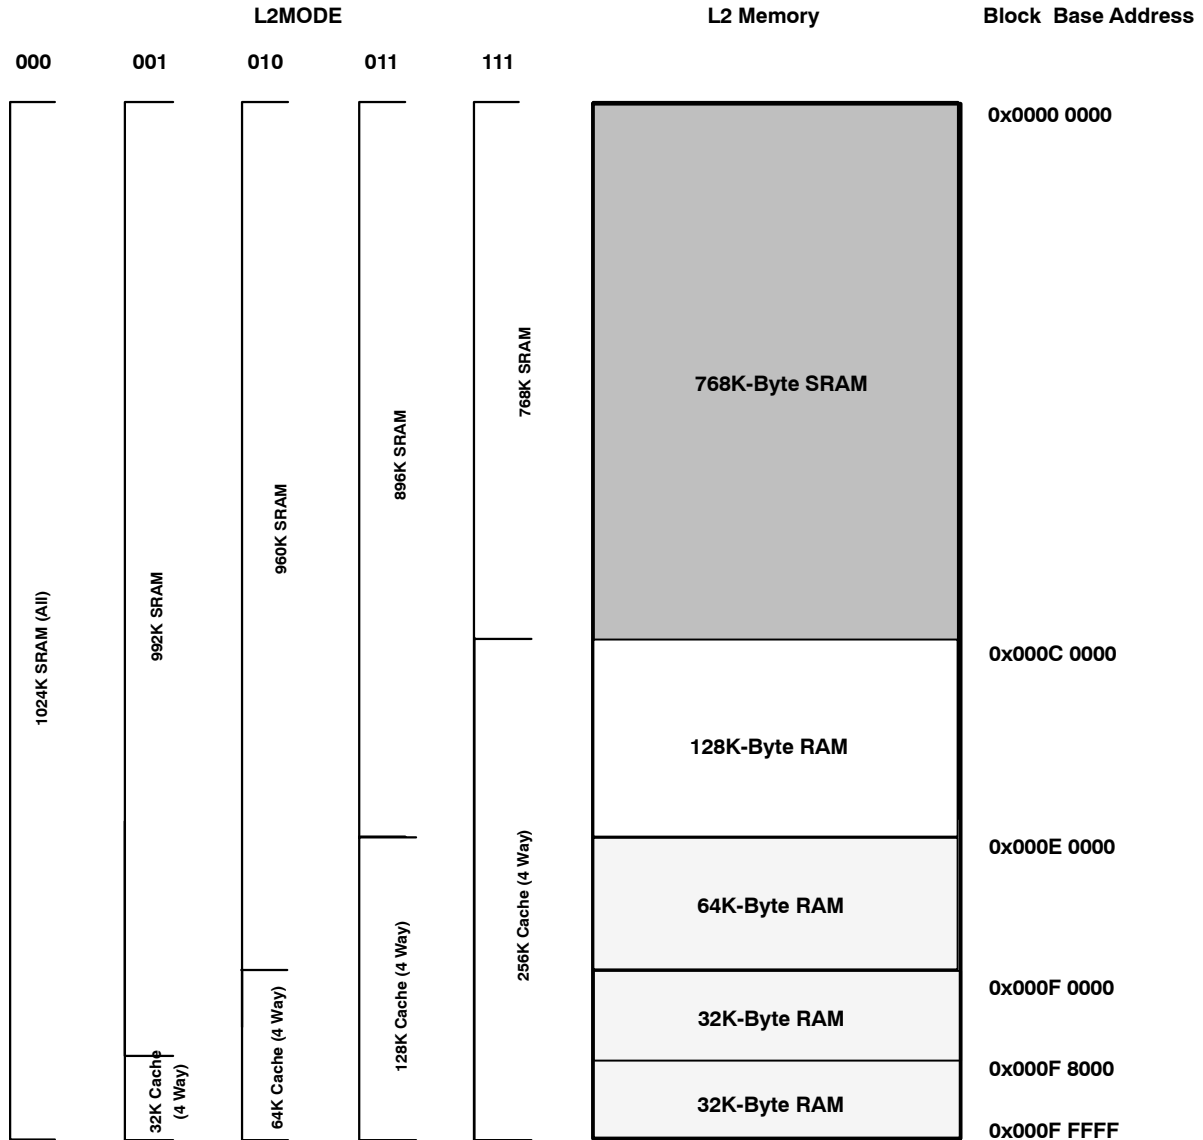 L2MODE
L2 Memory
Block Base Address
000
001
010
011
111
0x0000 0000
768K SRAM
768K-Byte SRAM
896K SRAM
960K SRAM
992K SRAM
1024K SRAM (All)
0x000C 0000
128K-Byte RAM
0x000E 0000
256K Cache (4 Way)
64K-Byte RAM
128K Cache (4 Way)
0x000F 0000
64K Cache (4 Way)
32K-Byte RAM
32K Cache
(4 Way)
0x000F 8000
32K-Byte RAM
0x000F FFFF